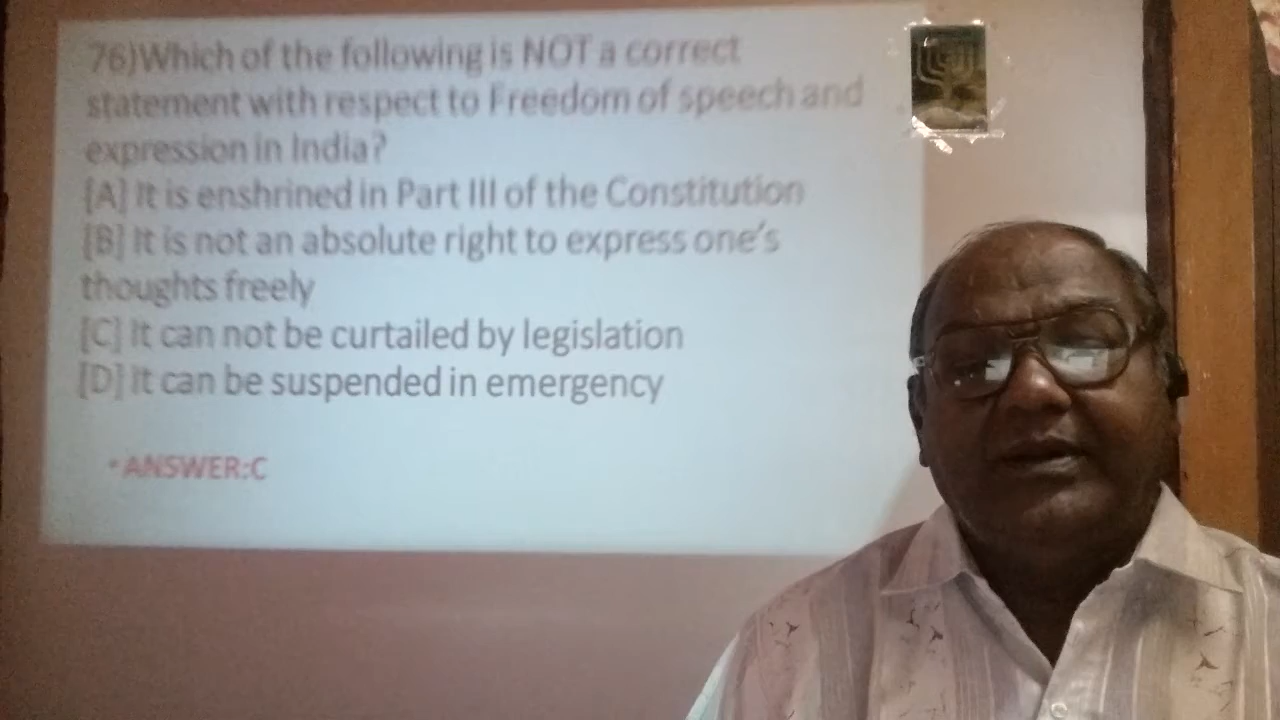 76)Which of the following is NOT a correct
statement with respect to Freedom of speech and
expression in India?
[A] It is enshrined in Part III of the Constitution
[B] It is not an absolute right to express one's
thoughts freely
[C] It can not be curtailed by legislation
[D] It can be suspended in emergency
• ANSWER:C